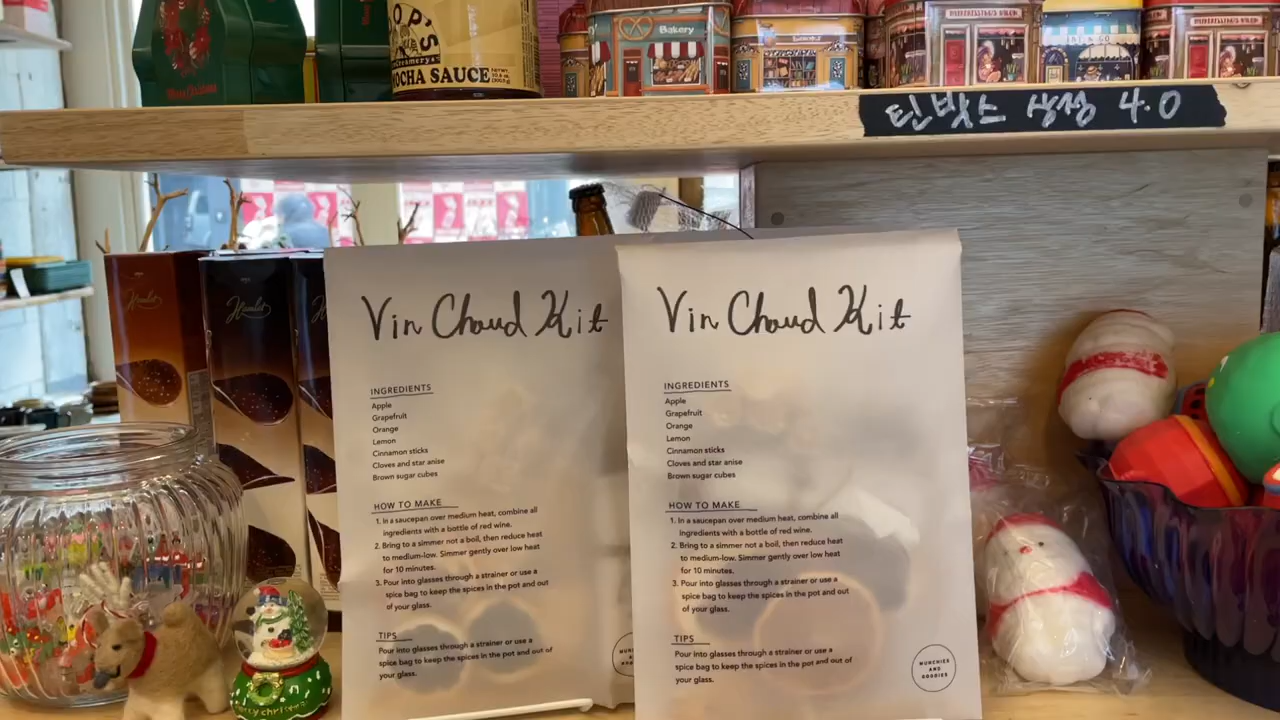 Bakery
MOCHA SAUCE
틴박스 상점 4.0
Hamlet
Hamlet
Vin Chaud Kit
INGREDIENTS
Apple
Grapefruit
Orange
Lemon
Cinnamon sticks
Cloves and star anise
Brown sugar cubes
HOW TO MAKE
1. In a saucepan over medium heat, combine all
ingredients with a bottle of red wine.
2. Bring to a simmer not a boil, then reduce heat
to medium-low. Simmer gently over low heat
for 10 minutes.
3. Pour into glasses through a strainer or use a
spice bag to keep the spices in the pot and out
of your glass.
TIPS
Pour into glasses through a strainer or use a
spice bag to keep the spices in the pot and out of
your glass.
Vin Chaud Kit
INGREDIENTS
Apple
Grapefruit
Orange
Lemon
Cinnamon sticks
Cloves and star anise
Brown sugar cubes
HOW TO MAKE
1. In a saucepan over medium heat, combine all
ingredients with a bottle of red wine.
2. Bring to a simmer not a boil, then reduce heat
to medium-low. Simmer gently over low heat
for 10 minutes.
3. Pour into glasses through a strainer or use a
spice bag to keep the spices in the pot and out
of your glass.
TIPS
Pour into glasses through a strainer or use a
spice bag to keep the spices in the pot and out of
your glass.
MUNCHIES
AND
GOODIES